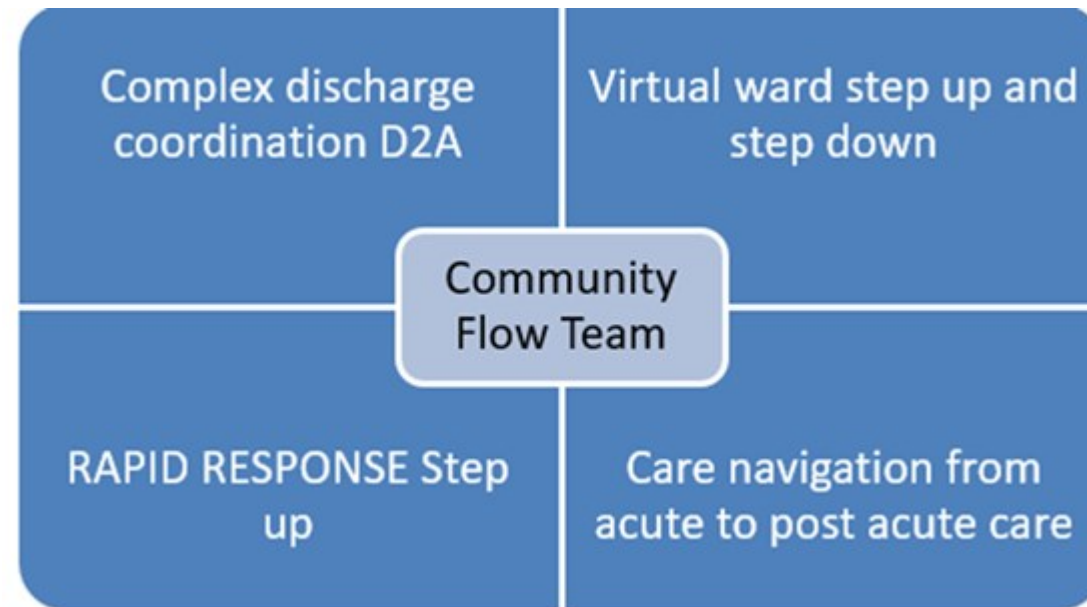 Complex discharge
coordination D2A
Virtual ward step up and
step down
Community
Flow Team
RAPID RESPONSE Step
up
Care navigation from
acute to post acute care